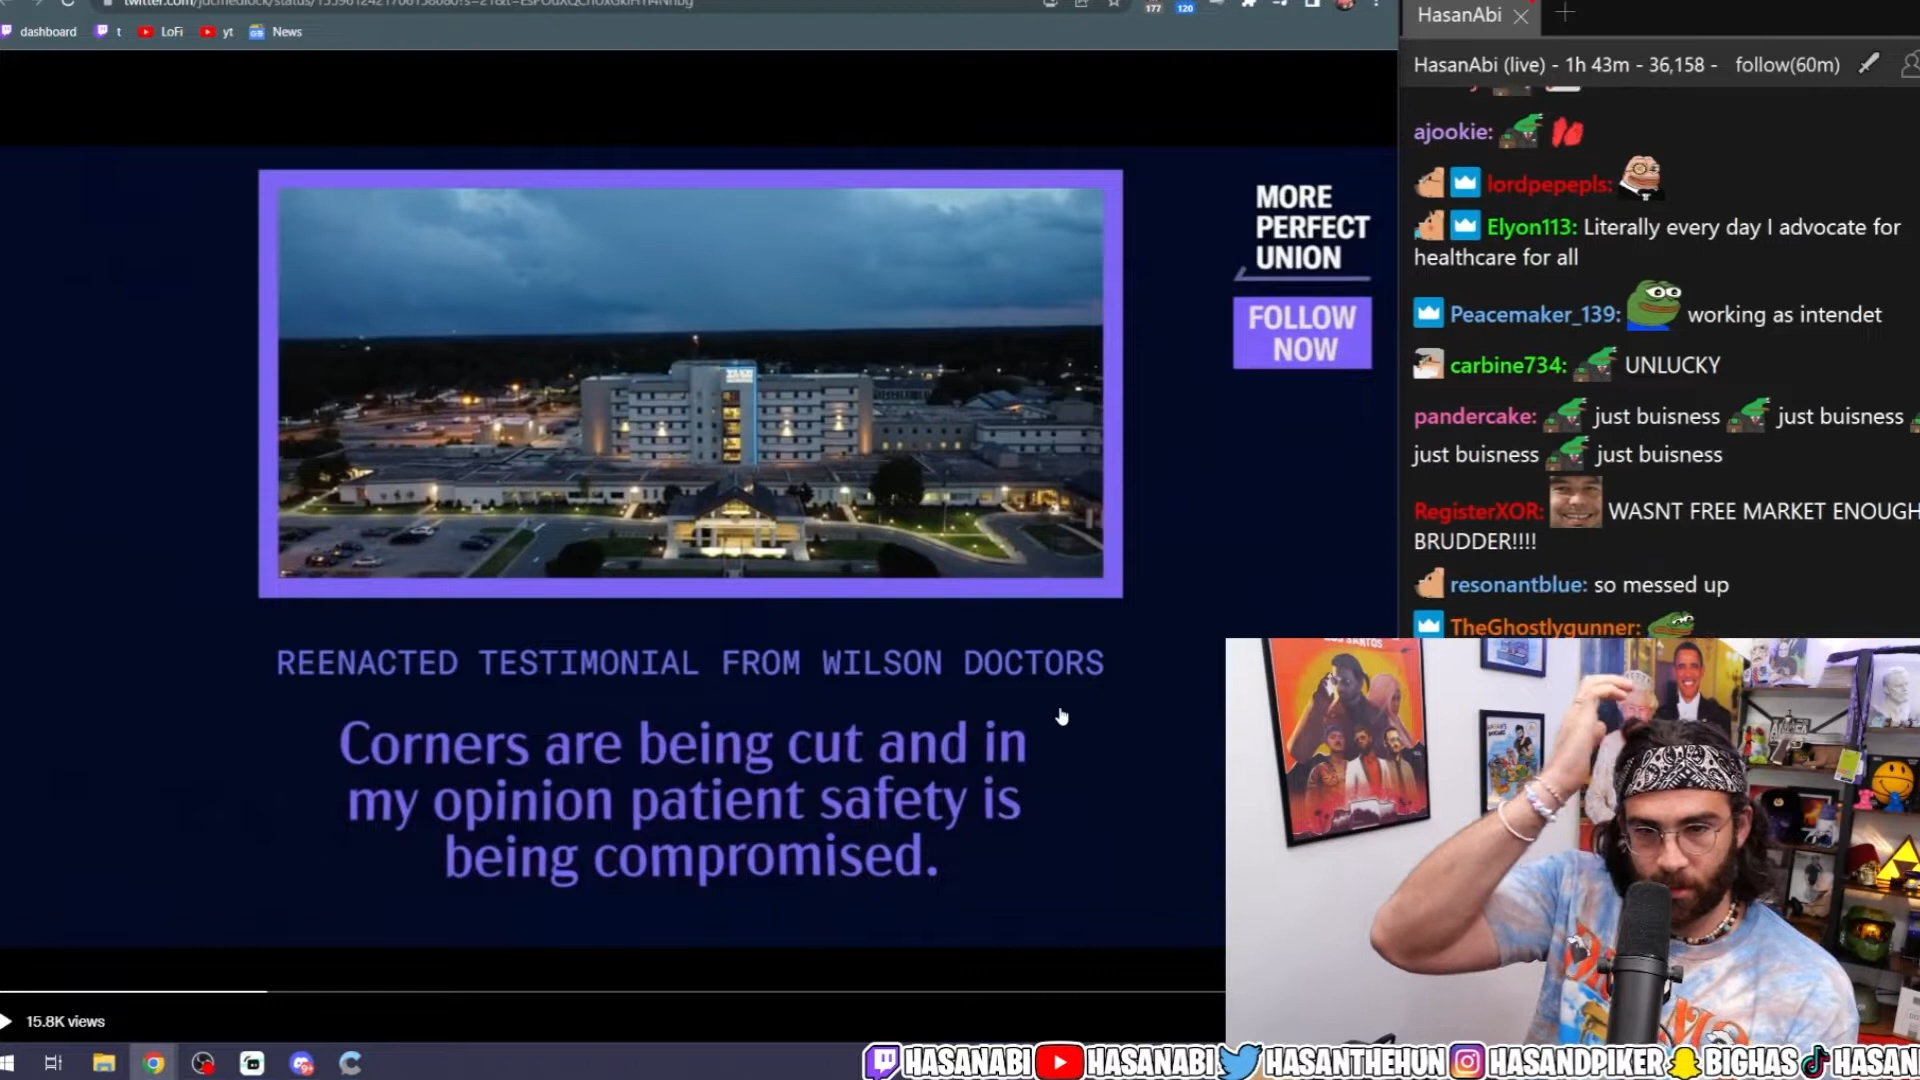 dashboard
t
LoFi
yt
News
177
120
MORE
PERFECT
UNION
FOLLOW
NOW
REENACTED TESTIMONIAL FROM WILSON DOCTORS
Corners are being cut and in
my opinion patient safety is
being compromised.
15.8K views
HasanAbi
HasanAbi (live) - 1h 43m - 36,158 - follow(60m)
ajookie:
lordpepepls:
Elyon113: Literally every day I advocate for
healthcare for all
Peacemaker_139: working as intendet
carbine734: UNLUCKY
pandercake: just buisness just buisness
just buisness just buisness
RegisterXOR: WASNT FREE MARKET ENOUGH
BRUDDER!!!!
resonantblue: so messed up
TheGhostlygunner:
HASANABI HASANABI HASANTHEHUN HASANDPIKER BIGHAS HASAN